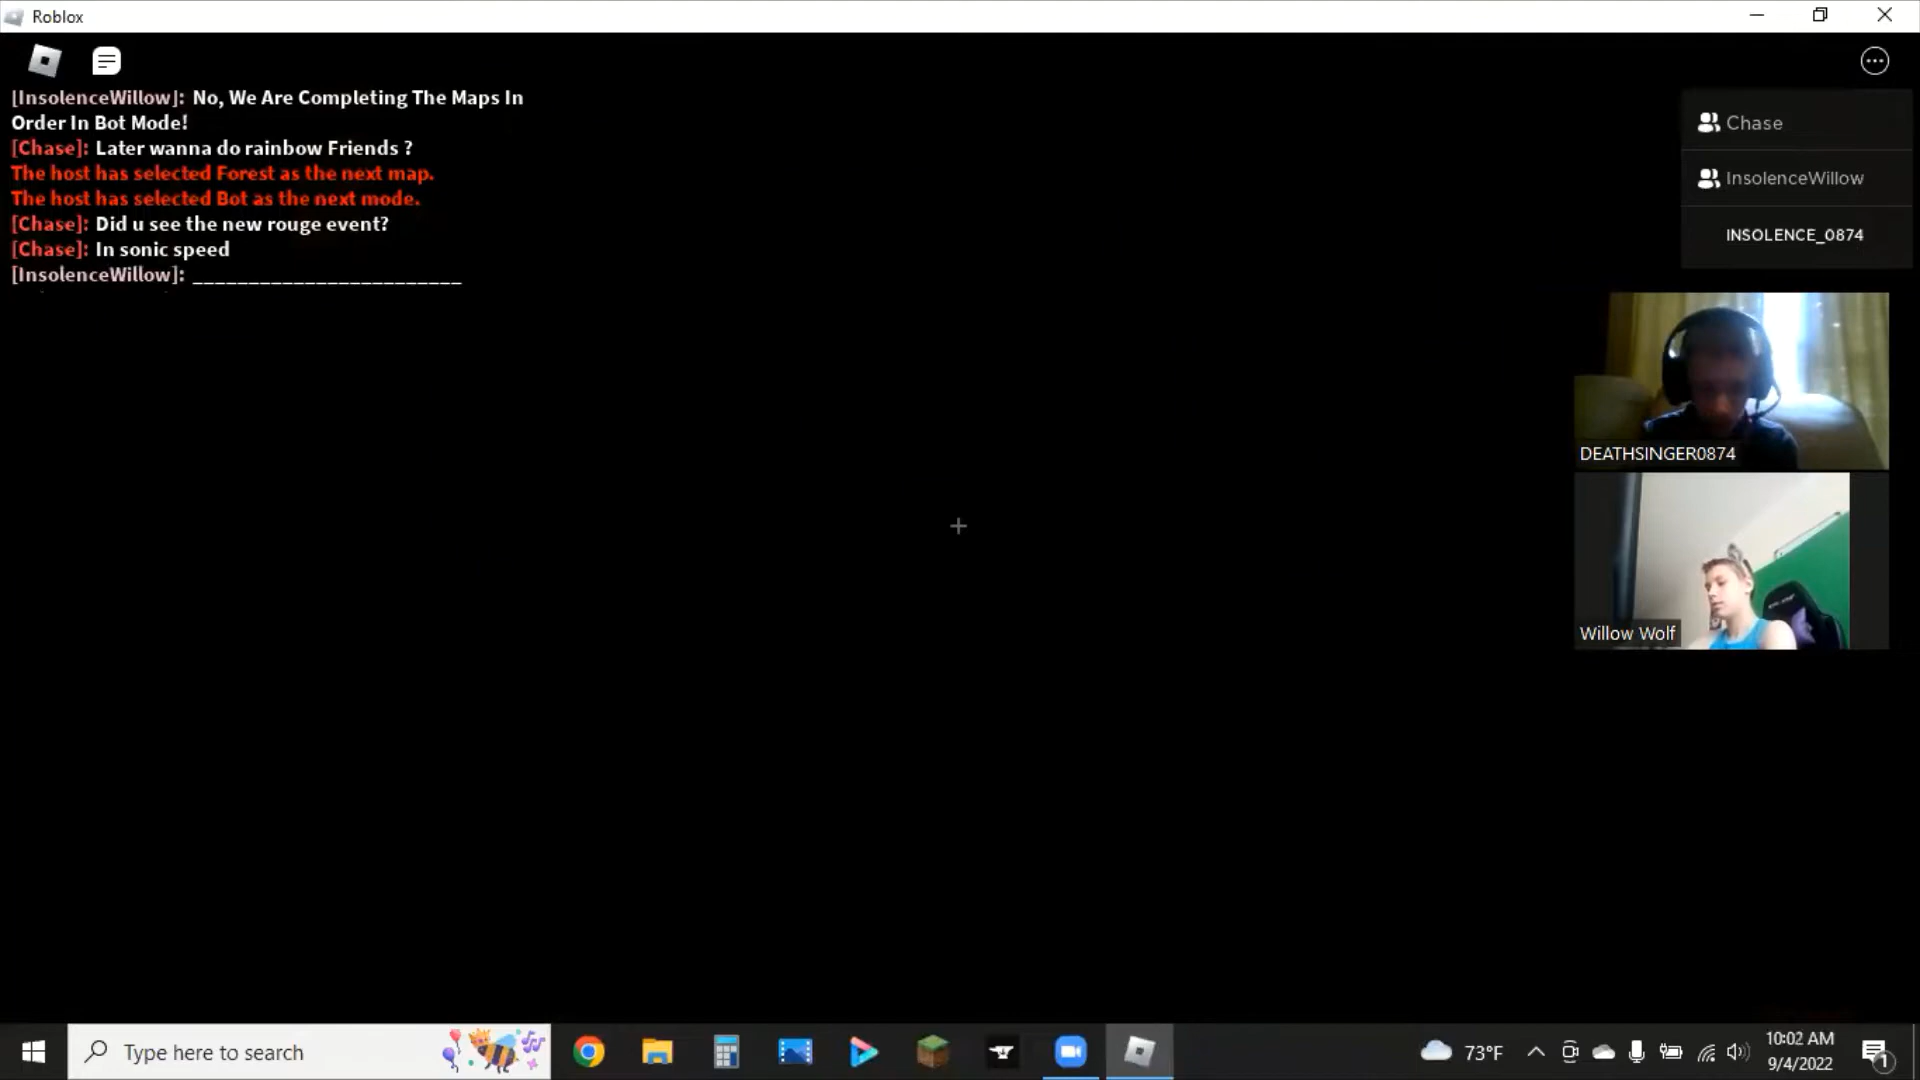 Roblox
[InsolenceWillow]: No, We Are Completing The Maps In
Order In Bot Mode!
[Chase]: Later wanna do rainbow Friends ?
The host has selected Forest as the next map.
The host has selected Bot as the next mode.
[Chase]: Did u see the new rouge event?
[Chase]: In sonic speed
[InsolenceWillow]: ________________________
Chase
InsolenceWillow
INSOLENCE_0874
DEATHSINGER0874
Willow Wolf
Type here to search
73°F
10:02 AM
9/4/2022
1